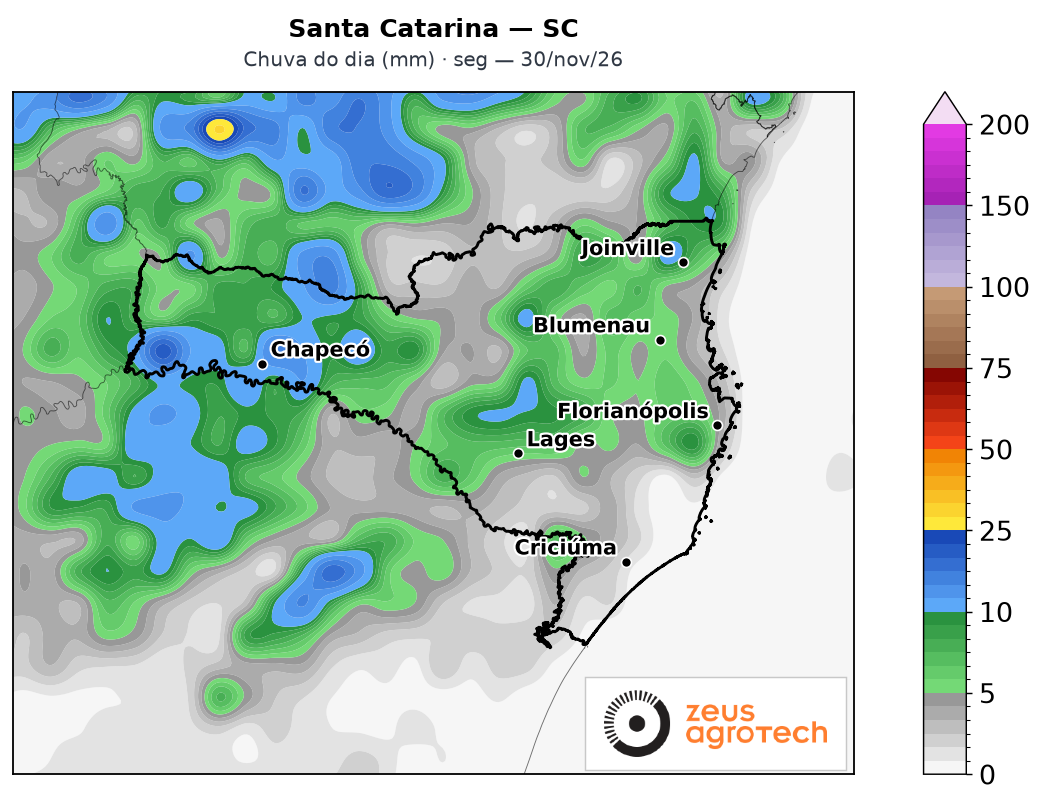 Santa Catarina — SC
Chuva do dia (mm) · seg — 30/nov/26
Joinville
Blumenau
Chapecó
Florianópolis
Lages
Criciúma
200
150
100
75
50
25
10
5
0
zeus
agrotech